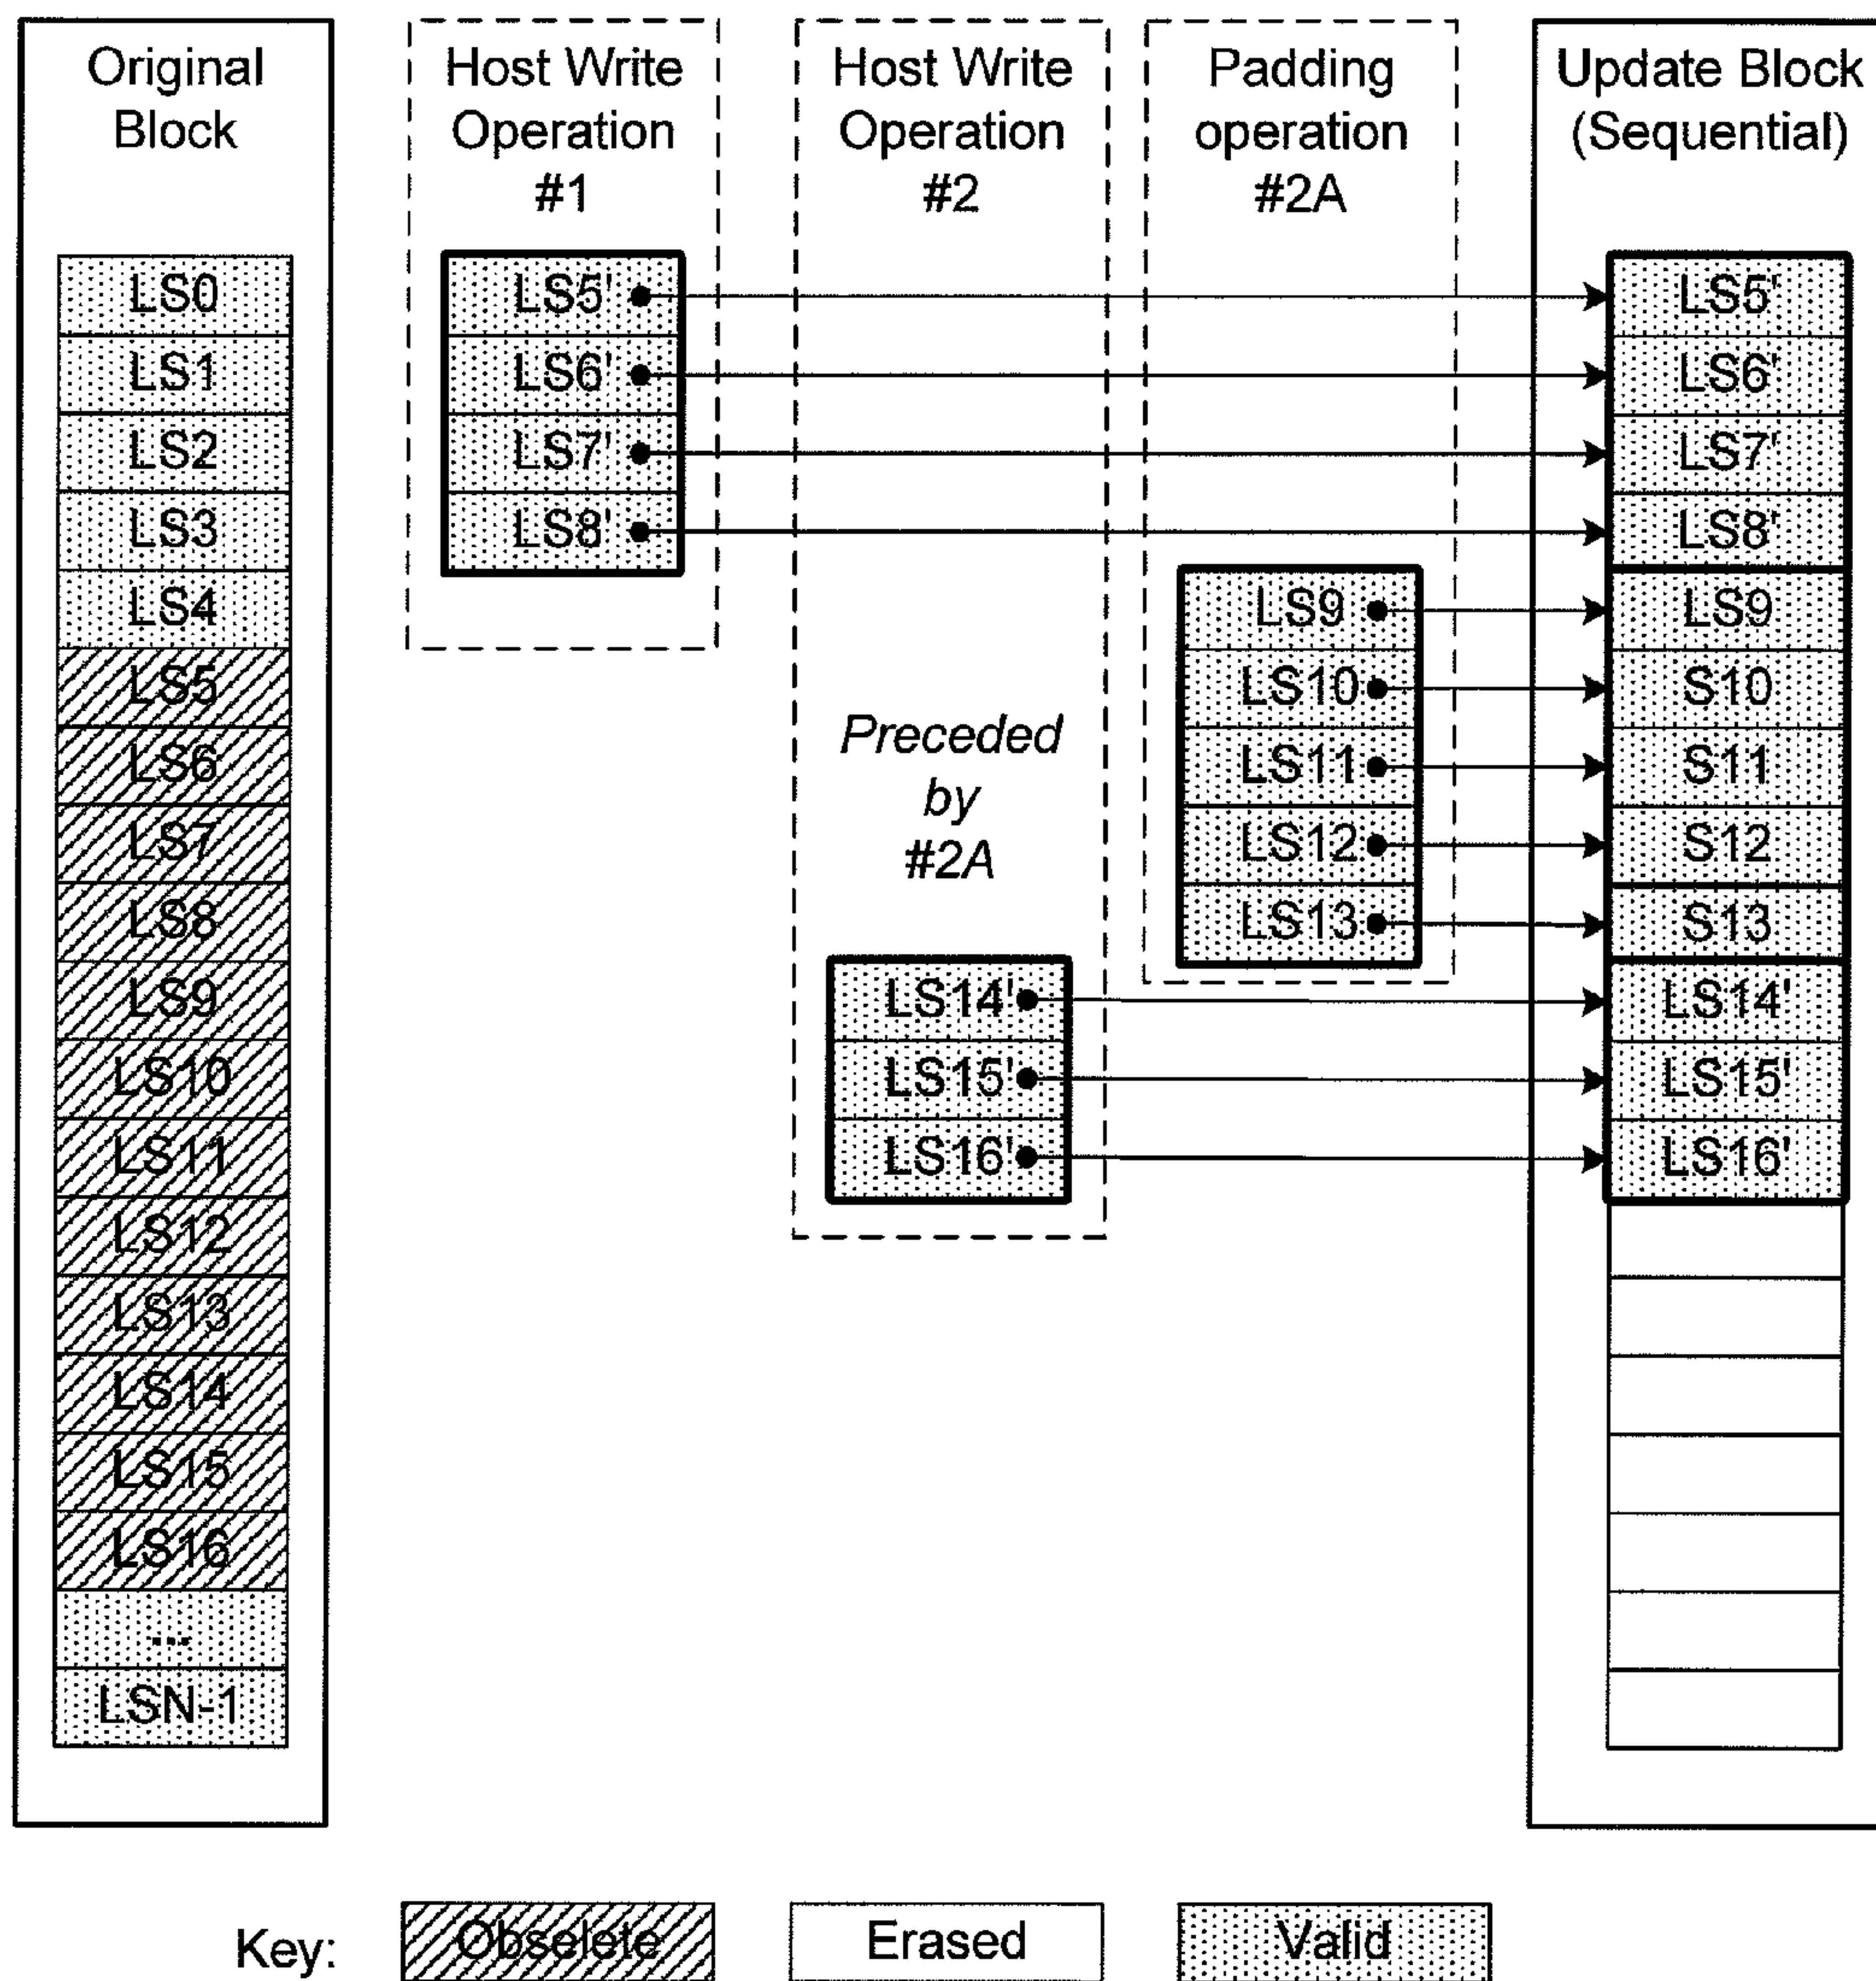 Original
Block
LS0
LS1
LS2
LS3
LS4
LS5
LS6
LS7
LS8
LS9
LS10
LS11
LS12
LS13
LS14
LS15
LS16
...
LSN-1
Host Write
Operation
#1
LS5'
LS6'
LS7'
LS8'
Host Write
Operation
#2
Preceded
by
#2A
LS14'
LS15'
LS16'
Padding
operation
#2A
LS9
LS10
LS11
LS12
LS13
Update Block
(Sequential)
LS5'
LS6'
LS7'
LS8'
LS9
S10
S11
S12
S13
LS14'
LS15'
LS16'
Key:
Obselete
Erased
Valid